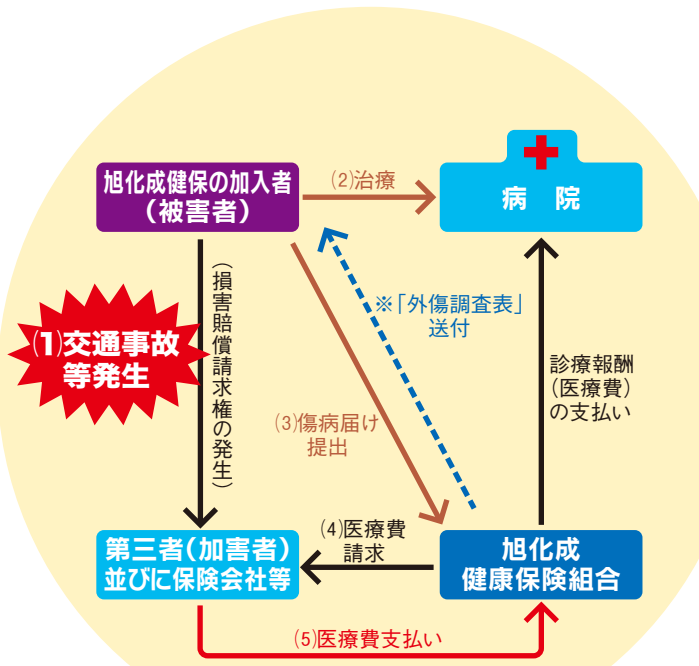 旭化成健保の加入者
(被害者)
(2)治療
病 院
(1)交通事故
等発生
(損害賠償請求権の発生)
※「外傷調査表」
送付
診療報酬
(医療費)
の支払い
(3)傷病届け
提出
第三者(加害者)
並びに保険会社等
(4)医療費
請求
旭化成
健康保険組合
(5)医療費支払い